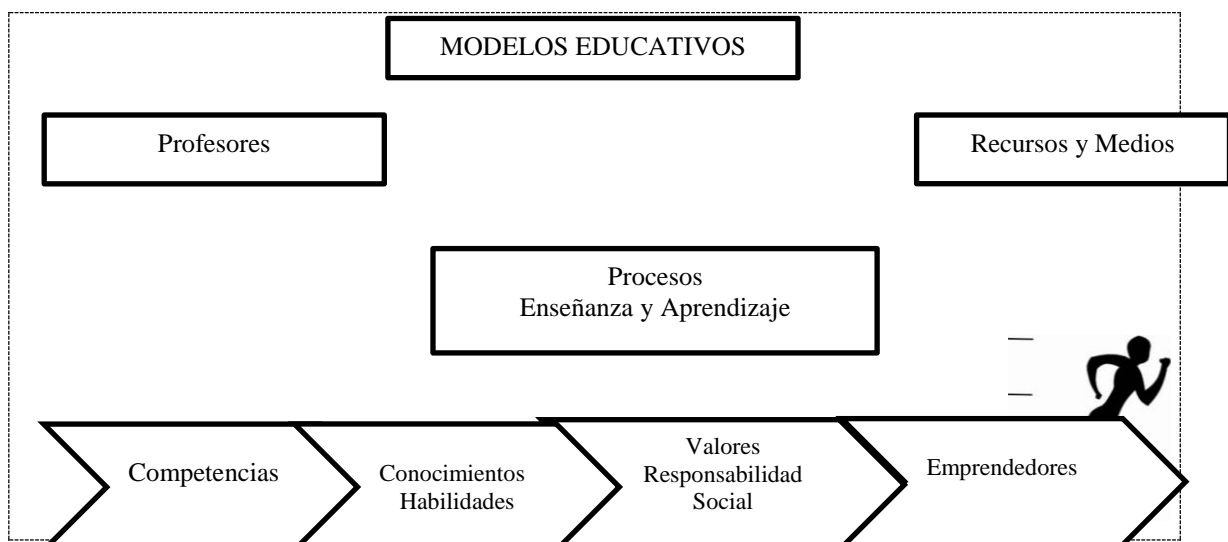 MODELOS EDUCATIVOS
Profesores
Recursos y Medios
Procesos
Enseñanza y Aprendizaje
Competencias
Conocimientos
Habilidades
Valores
Responsabilidad
Social
Emprendedores